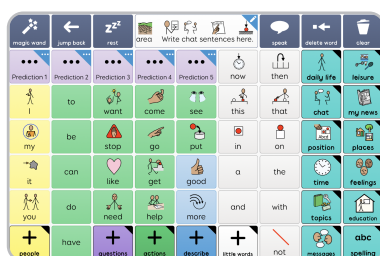 magic wand jump back rest area Write chat sentences here. speak delete word clear
Prediction 1 Prediction 2 Prediction 3 Prediction 4 Prediction 5 now then daily life leisure
I to want come see this that chat my news
my be stop go put in on position places
it can like get good a the time feelings
you do need help more and with topics education
people have questions actions describe little words not messages abc spelling